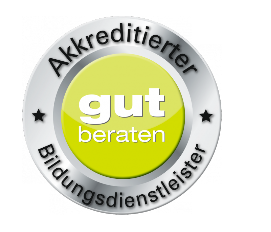 Akkreditierter
gut
beraten
Bildungsdienstleister